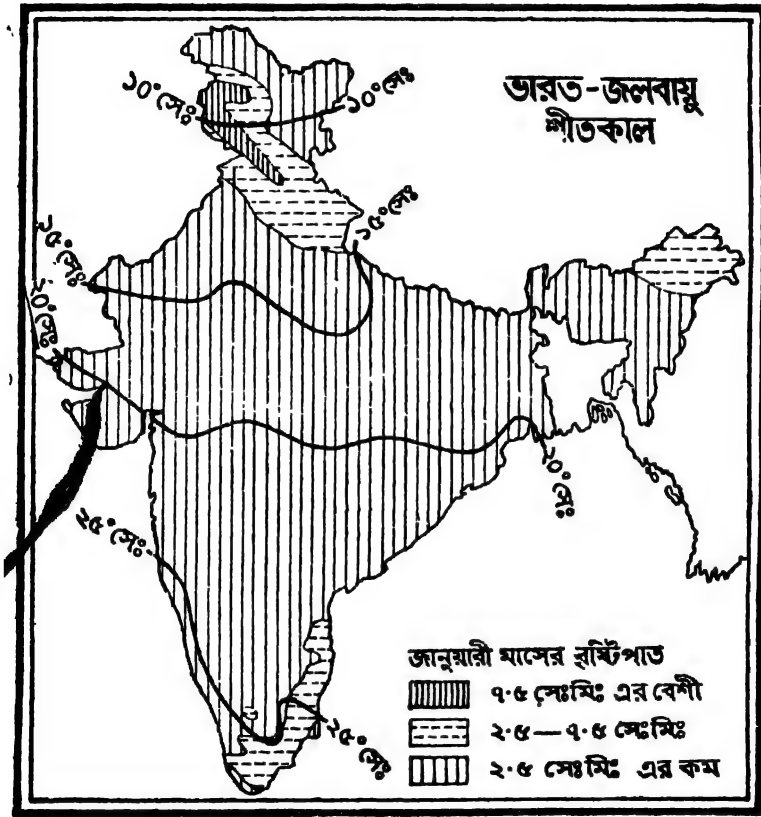 ভারত-জলবায়ু
শীতকাল
১০°সেঃ
১০°সেঃ
১৫°সেঃ
১৫°সেঃ
২০°সেঃ
২০°সেঃ
২৫°সেঃ
২৫°সেঃ
জানুয়ারী মাসের বৃষ্টিপাত
৭·৫ সেঃমিঃ এর বেশী
২·৫—৭·৫ সেঃমিঃ
২·৫ সেঃমিঃ এর কম